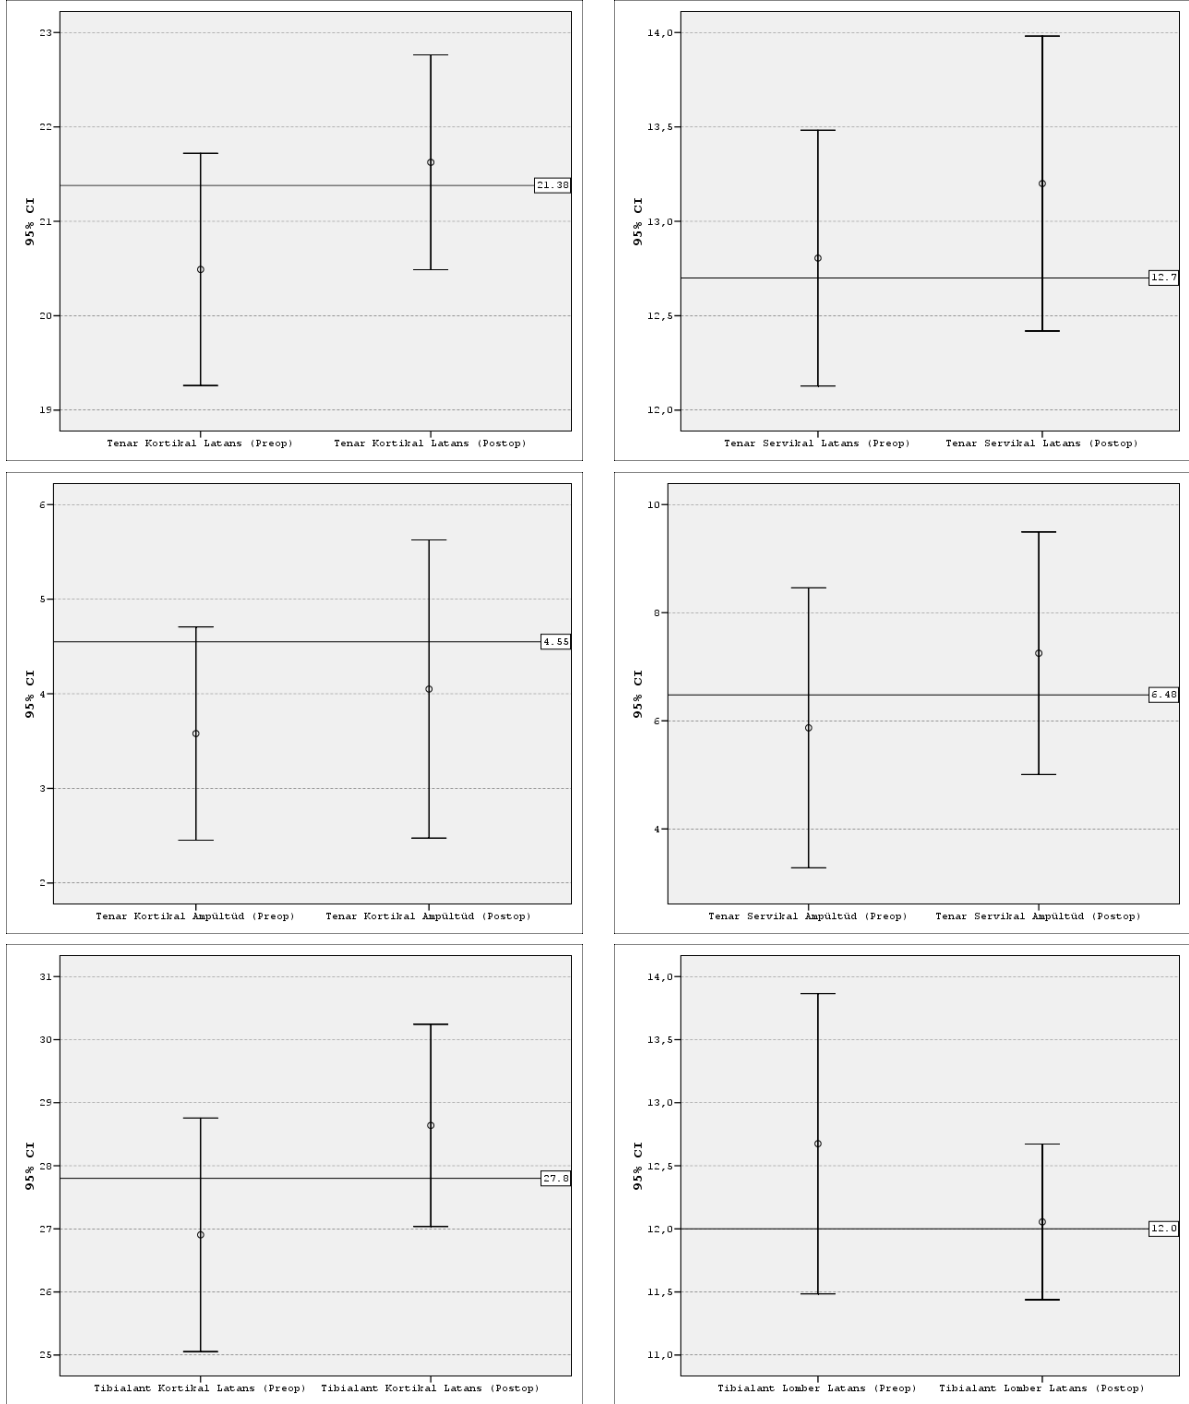 23
22
21
20
19
95% CI
21.38
Tenar Kortikal Latans (Preop)
Tenar Kortikal Latans (Postop)
14,0
13,5
13,0
12,5
12,0
95% CI
12.7
Tenar Servikal Latans (Preop)
Tenar Servikal Latans (Postop)
6
5
4
3
2
95% CI
4.55
Tenar Kortikal Ampültüd (Preop)
Tenar Kortikal Ampültüd (Postop)
10
8
6
4
95% CI
6.48
Tenar Servikal Ampültüd (Preop)
Tenar Servikal Ampültüd (Postop)
31
30
29
28
27
26
25
95% CI
27.8
Tibialant Kortikal Latans (Preop)
Tibialant Kortikal Latans (Postop)
14,0
13,5
13,0
12,5
12,0
11,5
11,0
95% CI
12.0
Tibialant Lomber Latans (Preop)
Tibialant Lomber Latans (Postop)